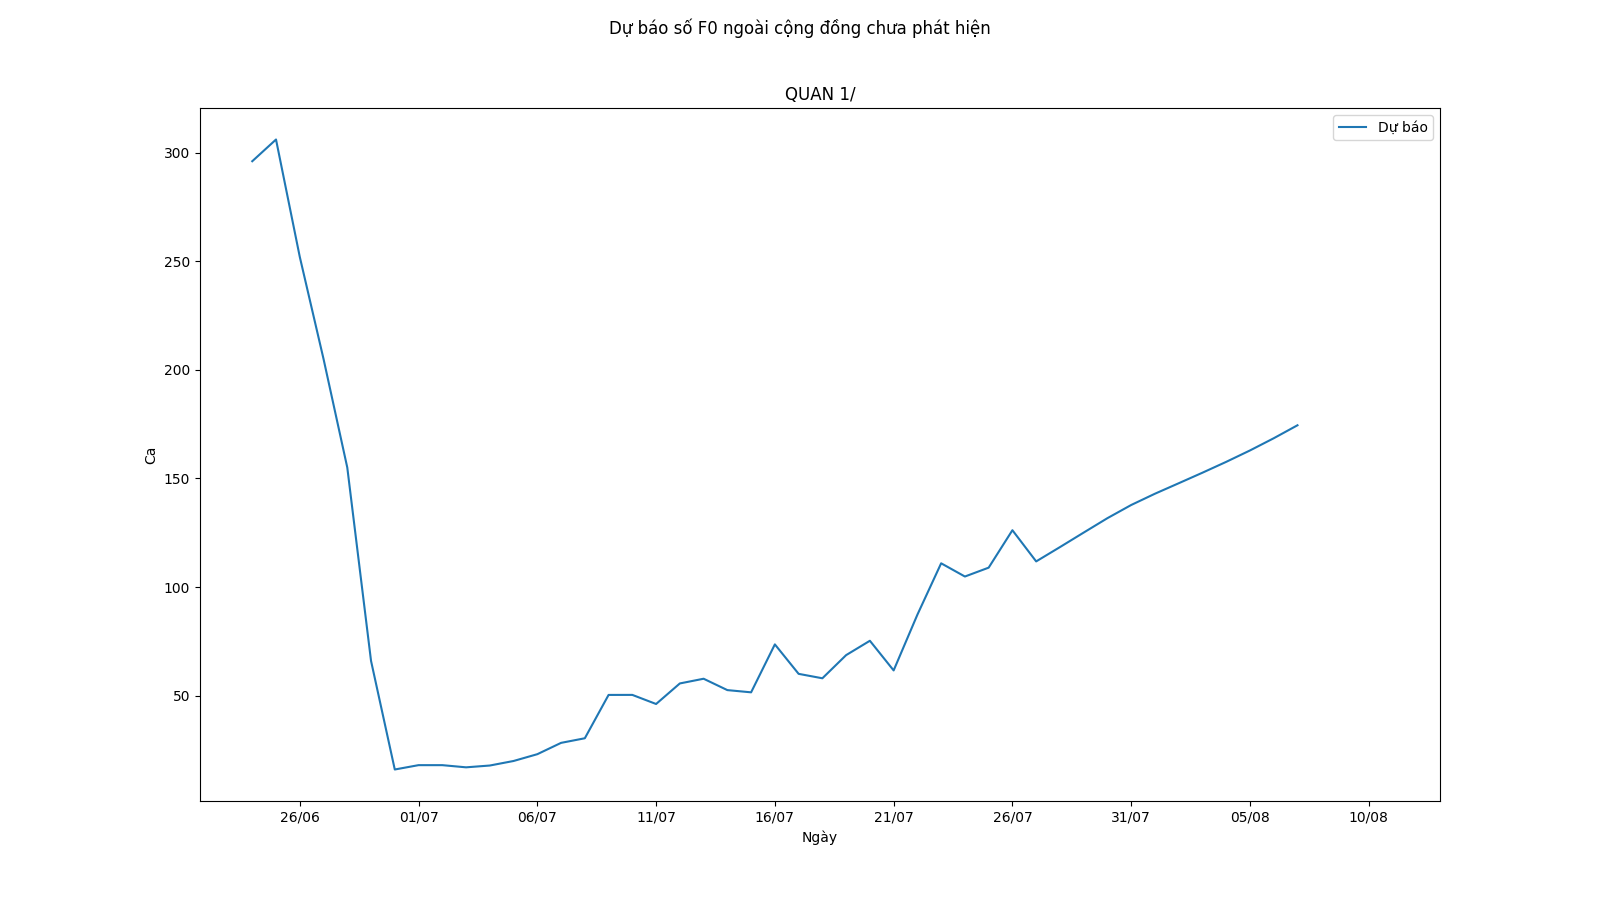 Dự báo số F0 ngoài cộng đồng chưa phát hiện
QUAN 1/
Dự báo
300
250
200
150
100
50
Ca
26/06 01/07 06/07 11/07 16/07 21/07 26/07 31/07 05/08 10/08
Ngày